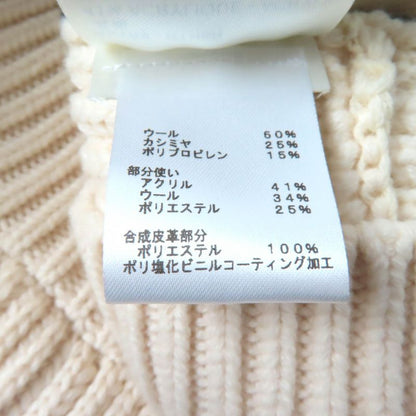 ウール 60%
カシミヤ 25%
ポリプロピレン 15%
部分使い
アクリル 41%
ウール 34%
ポリエステル 25%
合成皮革部分
ポリエステル 100%
ポリ塩化ビニルコーティング加工